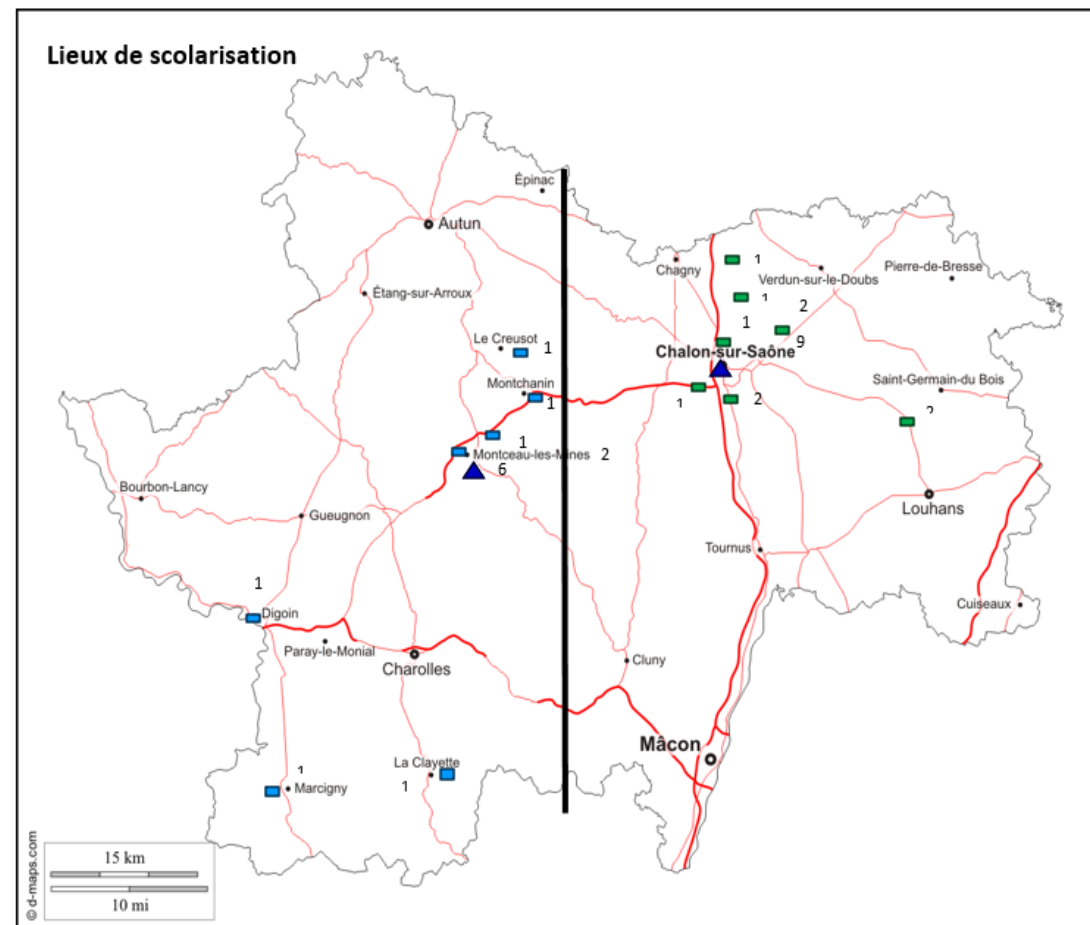 Lieux de scolarisation
Épinac
Autun
Chagny
1
Verdun-sur-le-Doubs
Pierre-de-Bresse
Étang-sur-Arroux
1
2
Le Creusot
1
1
9
Chalon-sur-Saône
Montchanin
1
Saint-Germain-du Bois
1
2
1
Montceau-les-Mines
2
6
Bourbon-Lancy
Gueugnon
Louhans
Tournus
1
Digoin
Cuiseaux
Paray-le-Monial
Charolles
Cluny
Mâcon
La Clayette
1
Marcigny
1
15 km
10 mi
© d-maps.com